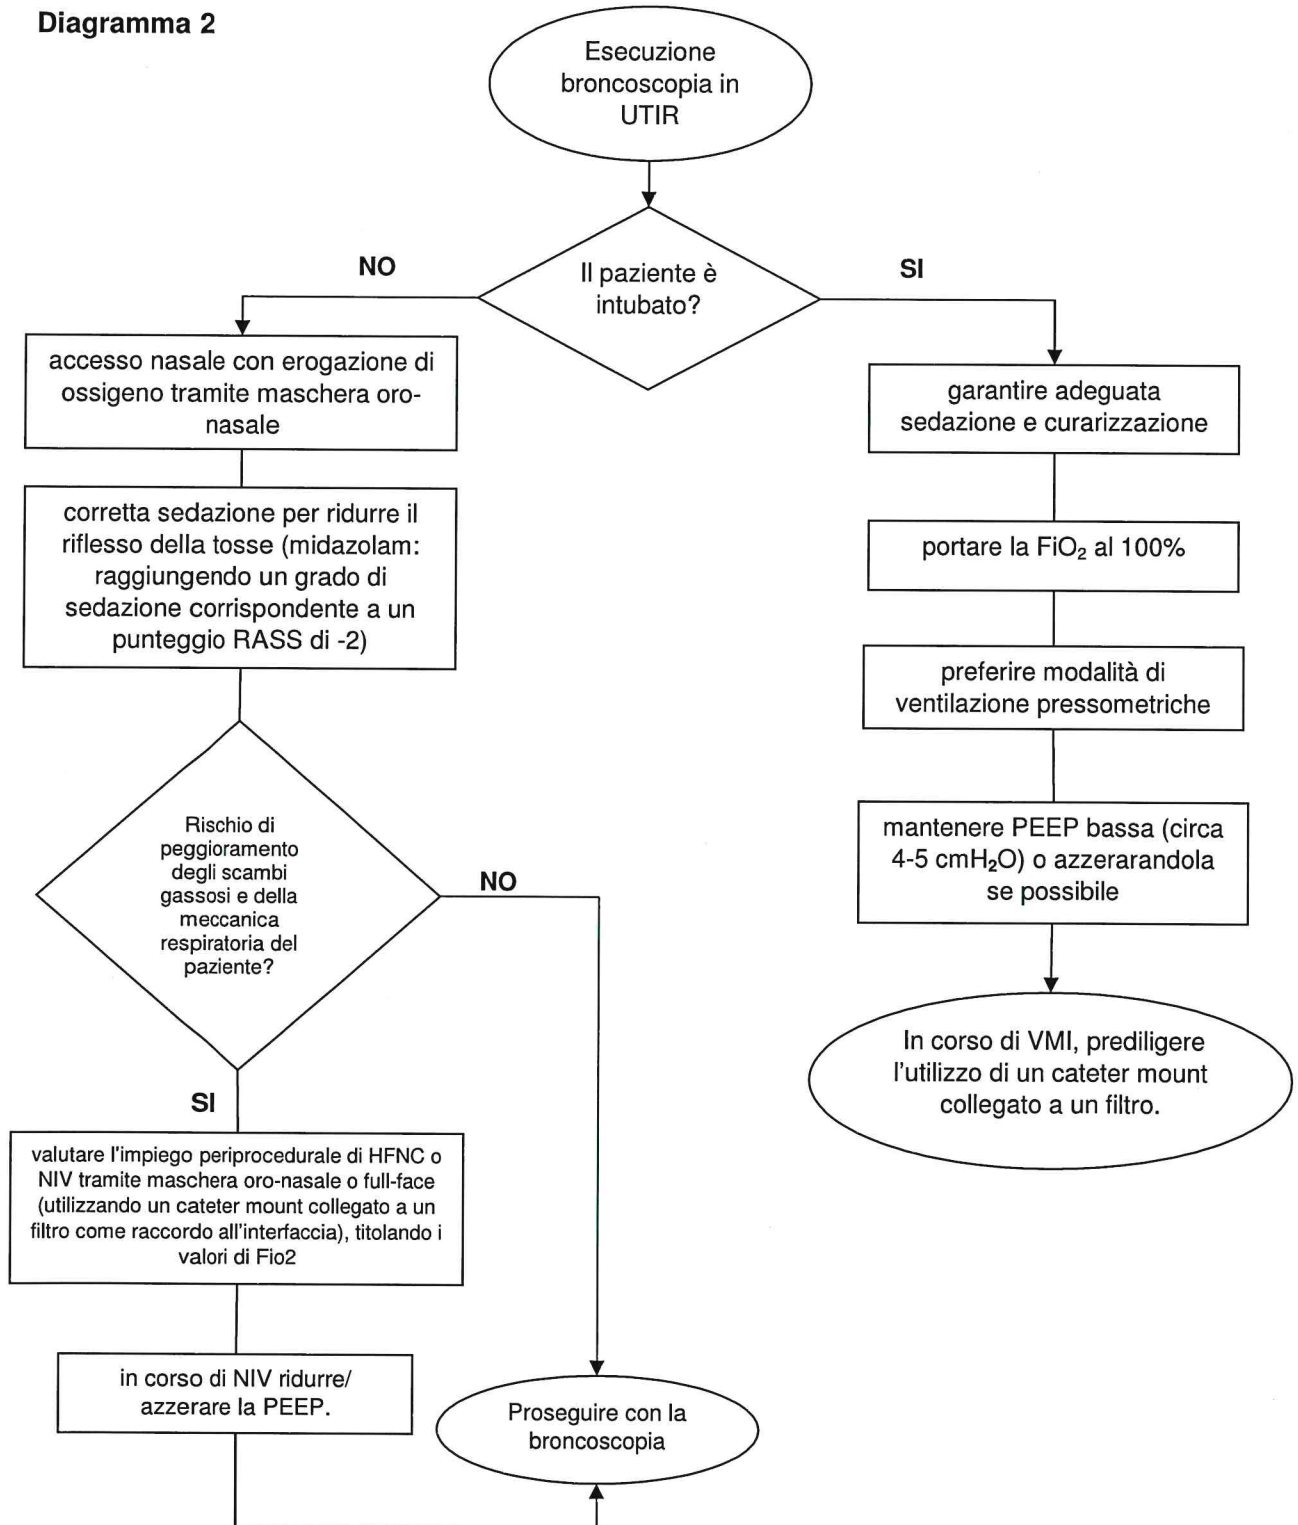 Diagramma 2
Esecuzione
broncoscopia in
UTIR
Il paziente è
intubato?
NO
SI
accesso nasale con erogazione di
ossigeno tramite maschera oro-
nasale
corretta sedazione per ridurre il
riflesso della tosse (midazolam:
raggiungendo un grado di
sedazione corrispondente a un
punteggio RASS di -2)
Rischio di
peggioramento
degli scambi
gassosi e della
meccanica
respiratoria del
paziente?
NO
SI
valutare l'impiego periprocedurale di HFNC o
NIV tramite maschera oro-nasale o full-face
(utilizzando un cateter mount collegato a un
filtro come raccordo all'interfaccia), titolando i
valori di Fio2
in corso di NIV ridurre/
azzerare la PEEP.
Proseguire con la
broncoscopia
garantire adeguata
sedazione e curarizzazione
portare la FiO₂ al 100%
preferire modalità di
ventilazione pressometriche
mantenere PEEP bassa (circa
4-5 cmH₂O) o azzerarandola
se possibile
In corso di VMI, prediligere
l'utilizzo di un cateter mount
collegato a un filtro.